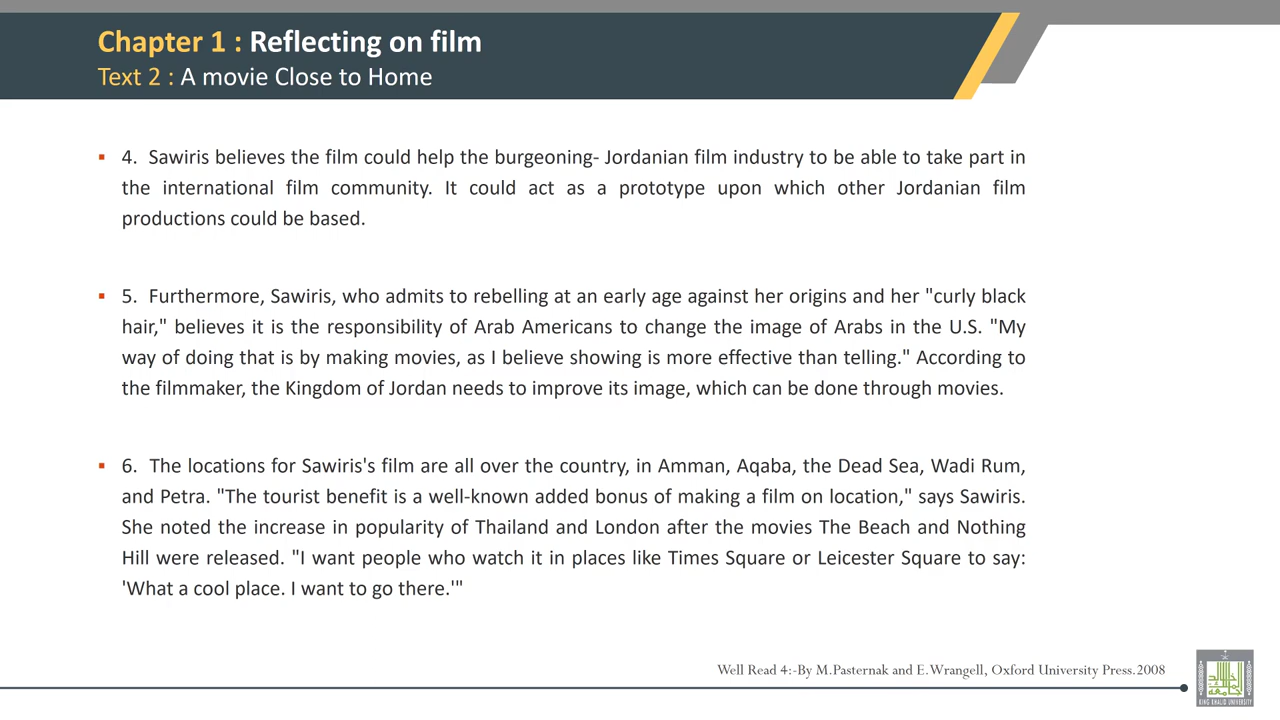 Chapter 1 : Reflecting on film
Text 2 : A movie Close to Home
4. Sawiris believes the film could help the burgeoning- Jordanian film industry to be able to take part in
the international film community. It could act as a prototype upon which other Jordanian film
productions could be based.
5. Furthermore, Sawiris, who admits to rebelling at an early age against her origins and her "curly black
hair," believes it is the responsibility of Arab Americans to change the image of Arabs in the U.S. "My
way of doing that is by making movies, as I believe showing is more effective than telling." According to
the filmmaker, the Kingdom of Jordan needs to improve its image, which can be done through movies.
6. The locations for Sawiris's film are all over the country, in Amman, Aqaba, the Dead Sea, Wadi Rum,
and Petra. "The tourist benefit is a well-known added bonus of making a film on location," says Sawiris.
She noted the increase in popularity of Thailand and London after the movies The Beach and Nothing
Hill were released. "I want people who watch it in places like Times Square or Leicester Square to say:
'What a cool place. I want to go there.'"
Well Read 4:-By M.Pasternak and E.Wrangell, Oxford University Press.2008
KING KHALID UNIVERSITY